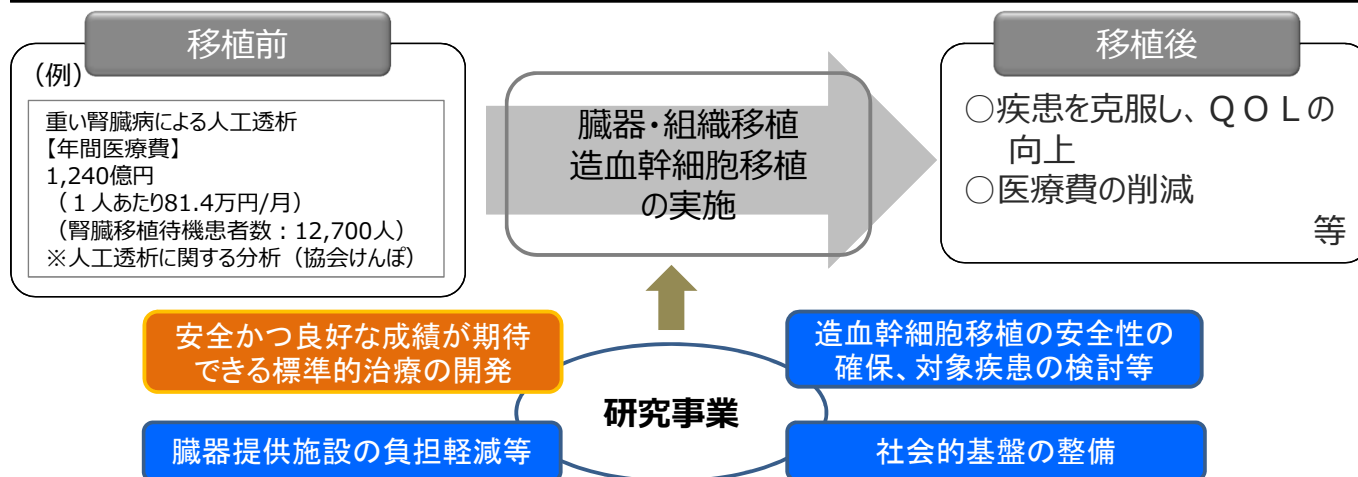 移植前
（例）
重い腎臓病による人工透析
【年間医療費】
1,240億円
（１人あたり81.4万円/月）
（腎臓移植待機患者数：12,700人）
※人工透析に関する分析（協会けんぽ）
臓器・組織移植
造血幹細胞移植
の実施
移植後
○疾患を克服し、ＱＯＬの
向上
○医療費の削減
等
安全かつ良好な成績が期待
できる標準的治療の開発
造血幹細胞移植の安全性の
確保、対象疾患の検討等
研究事業
臓器提供施設の負担軽減等
社会的基盤の整備